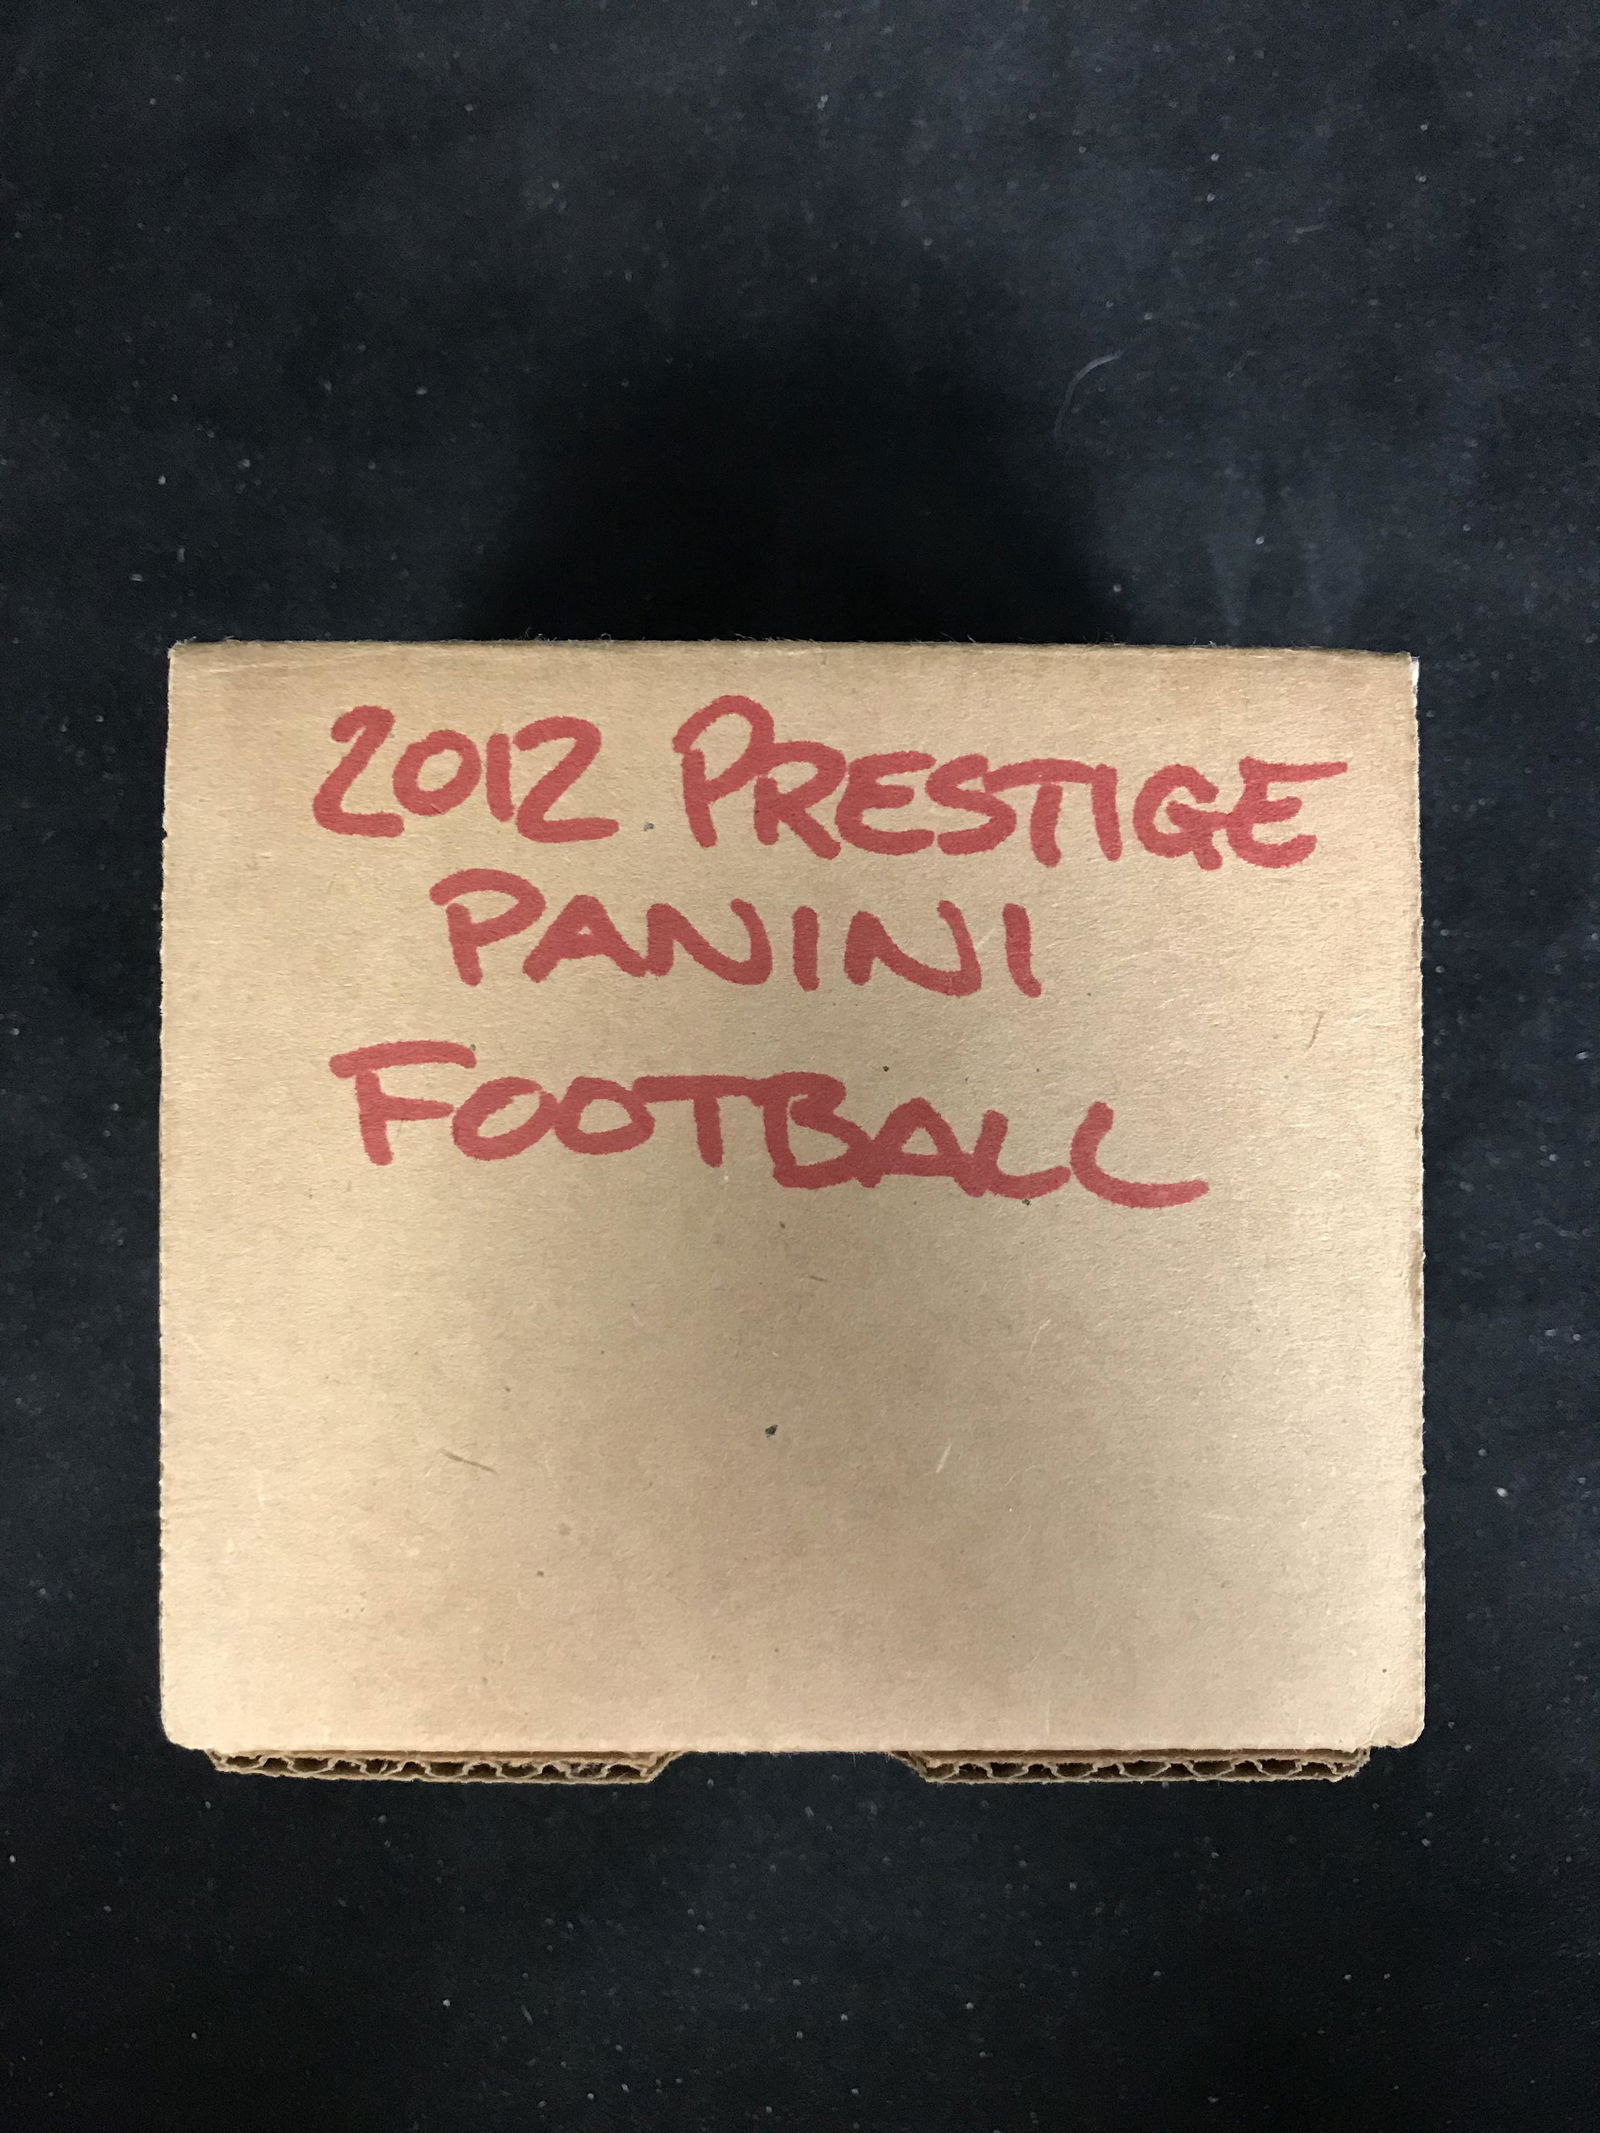 2012 PRESTIGE
PANINI
FOOTBALL